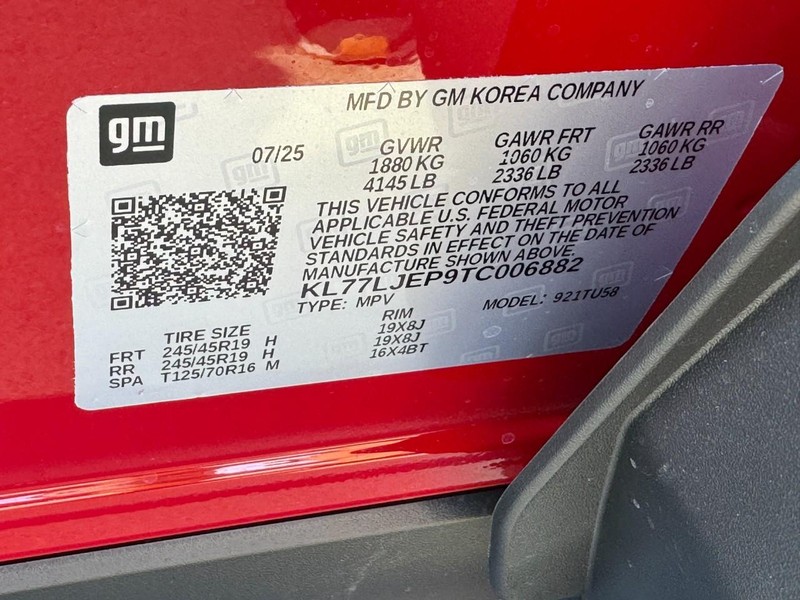 gm
MFD BY GM KOREA COMPANY
07/25
GVWR
1880 KG
4145 LB
GAWR FRT
1060 KG
2336 LB
GAWR RR
1060 KG
2336 LB
THIS VEHICLE CONFORMS TO ALL
APPLICABLE U.S. FEDERAL MOTOR
VEHICLE SAFETY AND THEFT PREVENTION
STANDARDS IN EFFECT ON THE DATE OF
MANUFACTURE SHOWN ABOVE.
KL77LJEP9TC006882
TYPE: MPV
MODEL: 921TU58
TIRE SIZE RIM
FRT 245/45R19 H 19X8J
RR 245/45R19 H 19X8J
SPA T125/70R16 M 16X4BT